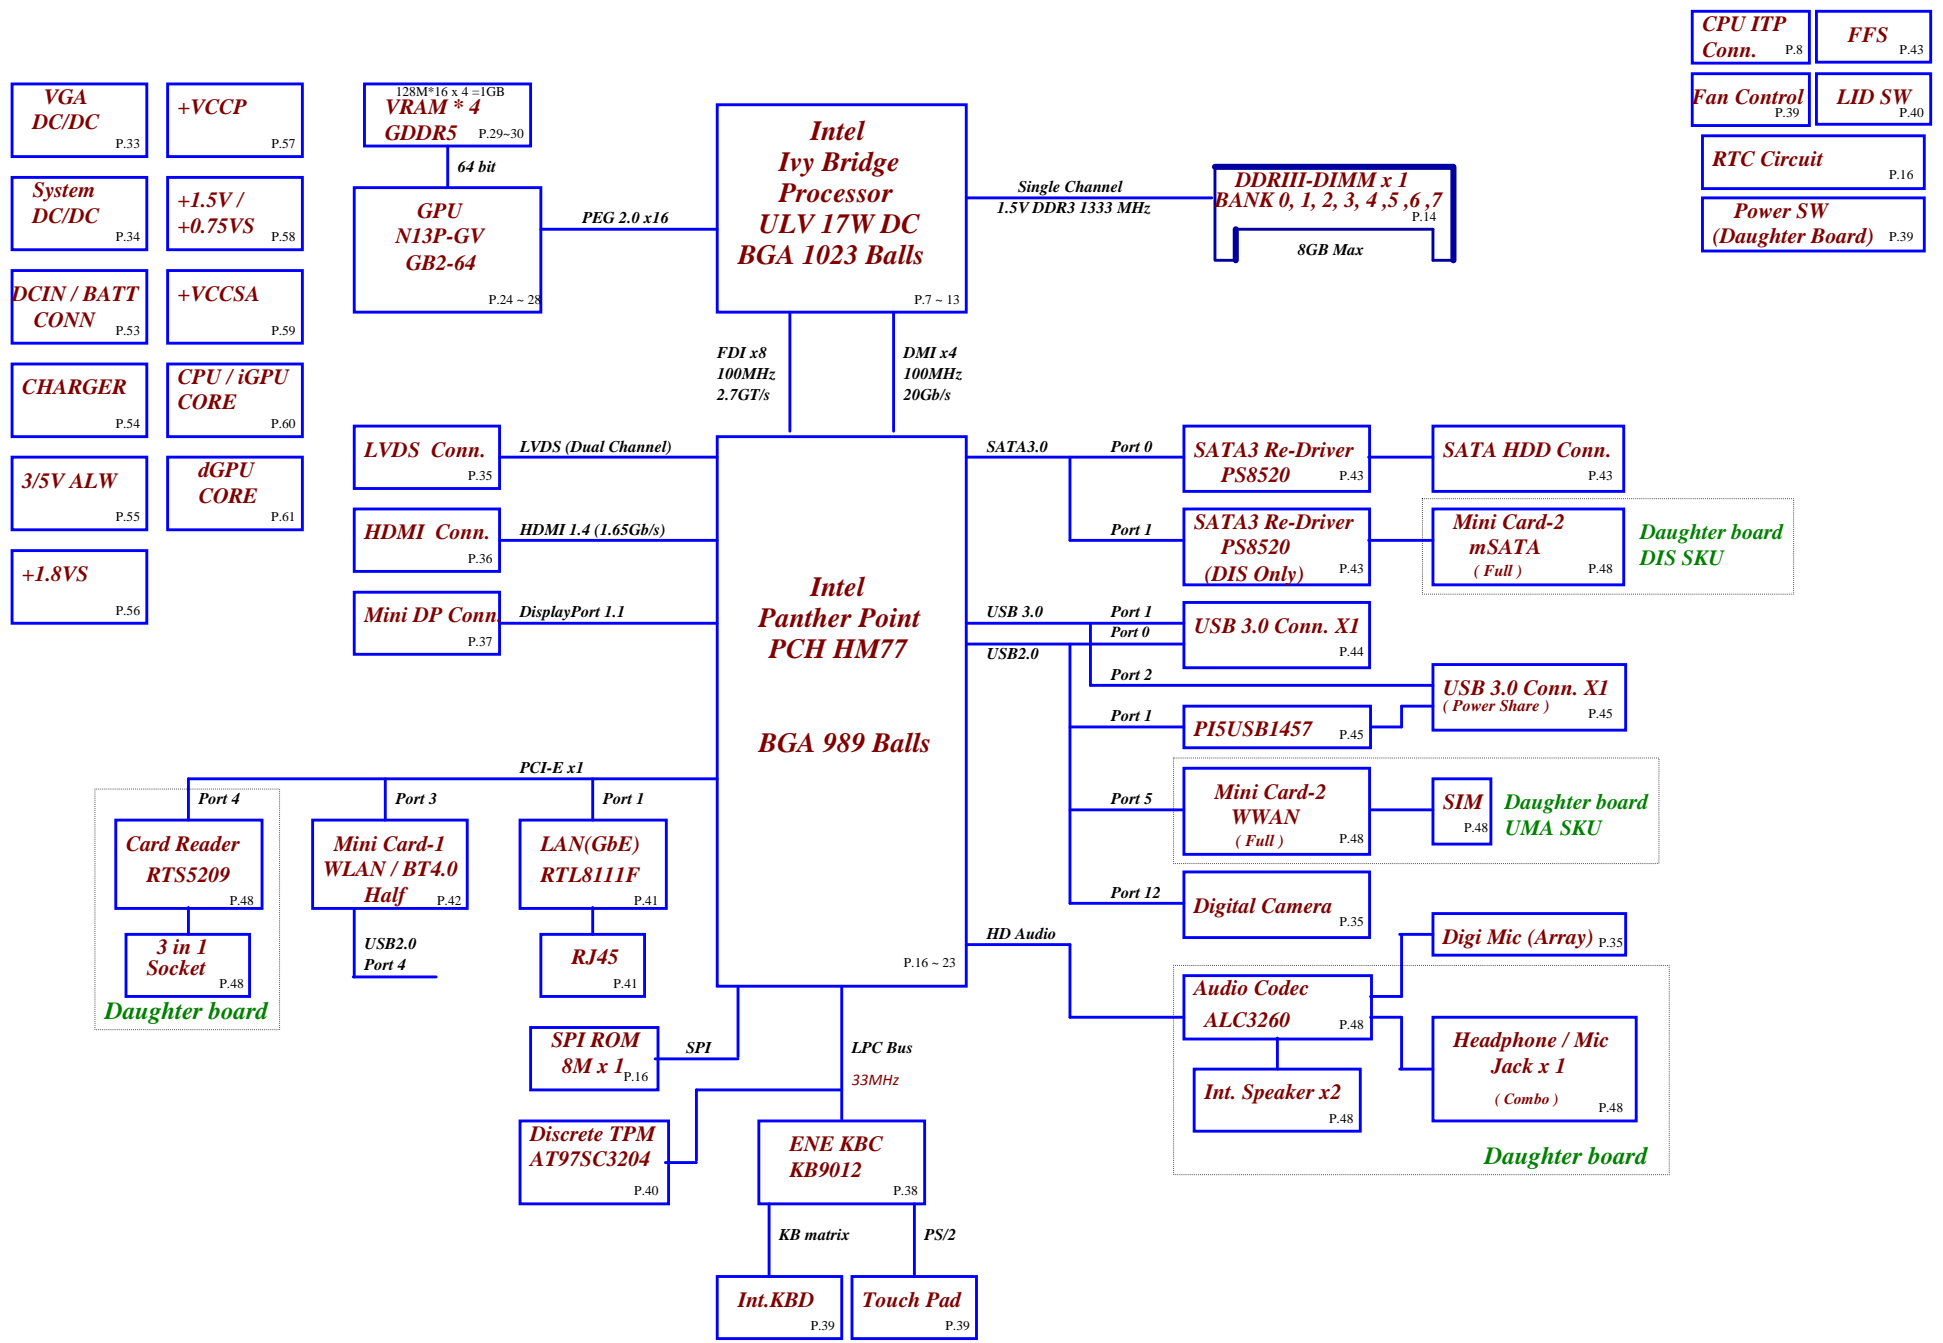 CPU ITP
Conn.
P.8
FFS
P.43
Fan Control
P.39
LID SW
P.40
RTC Circuit
P.16
Power SW
(Daughter Board)
P.39
VGA
DC/DC
P.33
+VCCP
P.57
System
DC/DC
P.34
+1.5V /
+0.75VS
P.58
DCIN / BATT
CONN
P.53
+VCCSA
P.59
CHARGER
P.54
CPU / iGPU
CORE
P.60
3/5V ALW
P.55
dGPU
CORE
P.61
+1.8VS
P.56
128M*16 x 4 =1GB
VRAM * 4
GDDR5
P.29~30
64 bit
GPU
N13P-GV
GB2-64
P.24 ~ 28
PEG 2.0 x16
Intel
Ivy Bridge
Processor
ULV 17W DC
BGA 1023 Balls
P.7 ~ 13
Single Channel
1.5V DDR3 1333 MHz
DDRIII-DIMM x 1
BANK 0, 1, 2, 3, 4 ,5 ,6 ,7
P.14
8GB Max
FDI x8
100MHz
2.7GT/s
DMI x4
100MHz
20Gb/s
LVDS Conn.
P.35
LVDS (Dual Channel)
HDMI Conn.
P.36
HDMI 1.4 (1.65Gb/s)
Mini DP Conn.
P.37
DisplayPort 1.1
Intel
Panther Point
PCH HM77
BGA 989 Balls
P.16 ~ 23
SATA3.0
Port 0
SATA3 Re-Driver
PS8520
P.43
SATA HDD Conn.
P.43
Port 1
SATA3 Re-Driver
PS8520
(DIS Only)
P.43
Mini Card-2
mSATA
( Full )
P.48
Daughter board
DIS SKU
USB 3.0
Port 1
Port 0
USB2.0
USB 3.0 Conn. X1
P.44
Port 2
USB 3.0 Conn. X1
( Power Share )
P.45
Port 1
PI5USB1457
P.45
Port 5
Mini Card-2
WWAN
( Full )
P.48
SIM
P.48
Daughter board
UMA SKU
Port 12
Digital Camera
P.35
HD Audio
Digi Mic (Array)
P.35
Audio Codec
ALC3260
P.48
Headphone / Mic
Jack x 1
( Combo )
P.48
Int. Speaker x2
P.48
Daughter board
PCI-E x1
Port 4
Port 3
Port 1
Card Reader
RTS5209
P.48
3 in 1
Socket
P.48
Daughter board
Mini Card-1
WLAN / BT4.0
Half
P.42
USB2.0
Port 4
LAN(GbE)
RTL8111F
P.41
RJ45
P.41
SPI ROM
8M x 1
P.16
SPI
LPC Bus
33MHz
Discrete TPM
AT97SC3204
P.40
ENE KBC
KB9012
P.38
KB matrix
PS/2
Int.KBD
P.39
Touch Pad
P.39